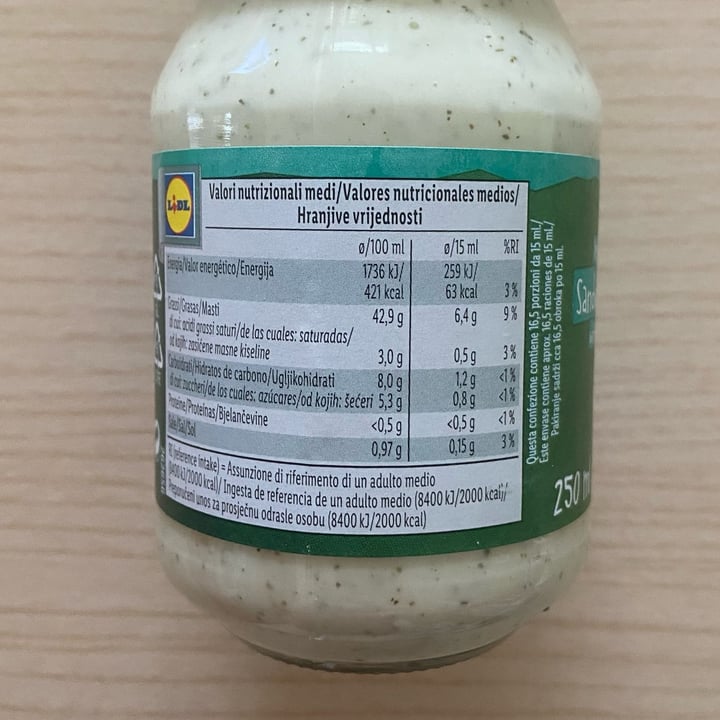 LIDL
Valori nutrizionali medi/Valores nutricionales medios/
Hranjive vrijednosti
ø/100 ml ø/15 ml %RI
Energia/Valor energético/Energija 1736 kJ/ 259 kJ/
421 kcal 63 kcal 3%
Grassi/Grasas/Masti 42,9 g 6,4 g 9%
di cui: acidi grassi saturi/de las cuales: saturadas/
od kojih: zasićene masne kiseline 3,0 g 0,5 g 3%
Carboidrati/Hidratos de carbono/Ugljikohidrati 8,0 g 1,2 g <1%
di cui: zuccheri/de los cuales: azúcares/od kojih: šećeri 5,3 g 0,8 g <1%
Proteine/Proteínas/Bjelančevine <0,5 g <0,5 g <1%
Sale/Sal/Sol 0,97 g 0,15 g 3%
RI (reference intake) = Assunzione di riferimento di un adulto medio
(8400 kJ/2000 kcal)/ Ingesta de referencia de un adulto medio (8400 kJ/2000 kcal)/
Preporučeni unos za prosječnu odrasle osobu (8400 kJ/2000 kcal)
Questa confezione contiene 16,5 porzioni da 15 ml./
Este envase contiene aprox. 16,5 raciones de 15 ml./
Pakiranje sadrži cca 16,5 obroka po 15 ml.
250 m